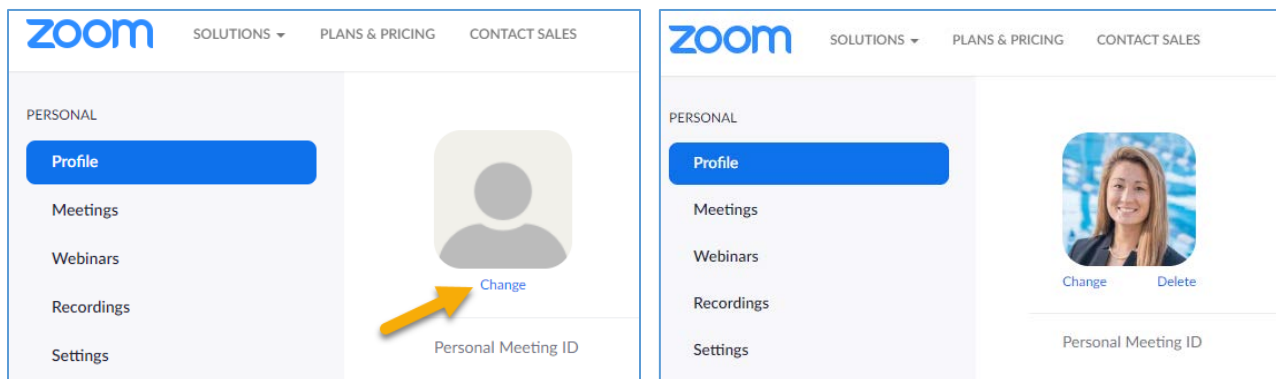 zoom SOLUTIONS PLANS & PRICING CONTACT SALES
PERSONAL
Profile
Meetings
Webinars
Recordings
Settings
Change
Personal Meeting ID
zoom SOLUTIONS PLANS & PRICING CONTACT SALES
PERSONAL
Profile
Meetings
Webinars
Recordings
Settings
Change Delete
Personal Meeting ID